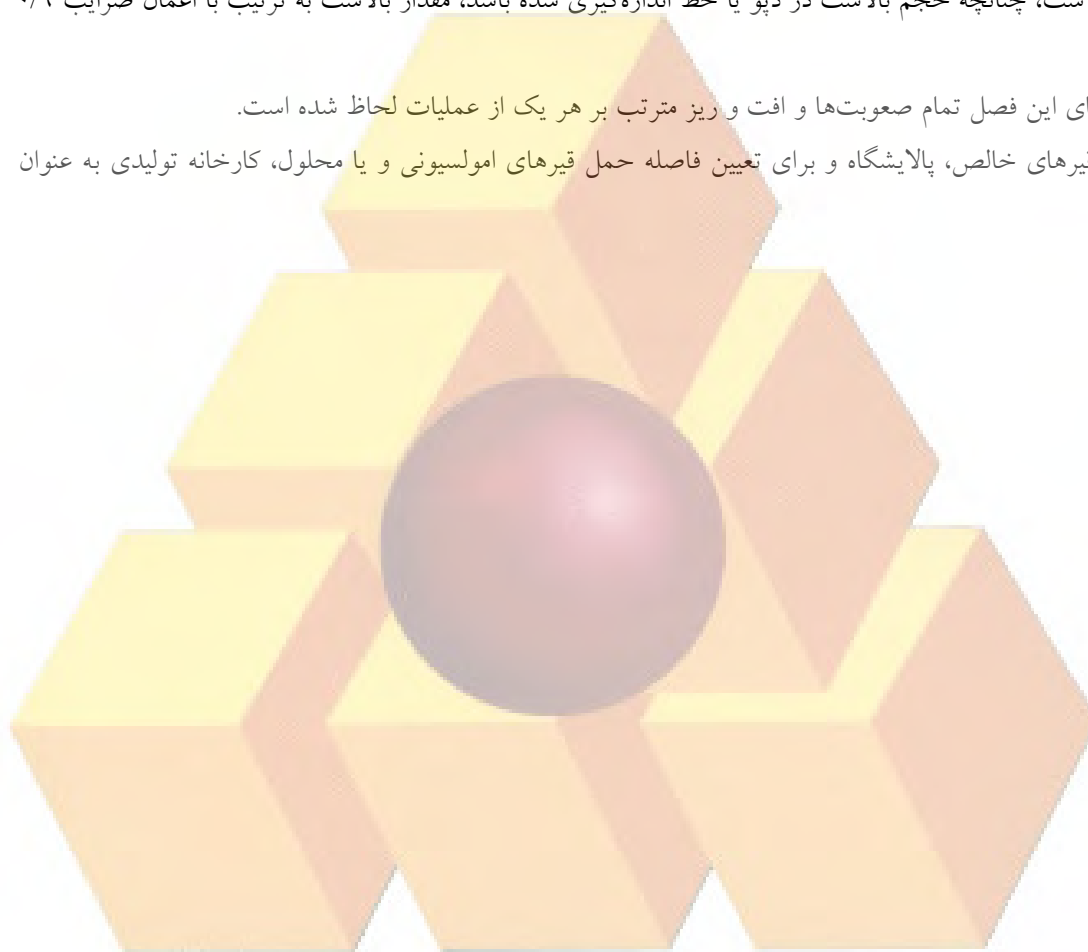 ست، چنانچه حجم بالاست در دپو یا خط اندازه‌گیری شده باشد، مقدار بالاست به ترتیب با اعمال ضرایب
ای این فصل تمام صعوبت‌ها و افت و ریز مترتب بر هر یک از عملیات لحاظ شده است.
قیرهای خالص، پالایشگاه و برای تعیین فاصله حمل قیرهای امولسیونی و یا محلول، کارخانه تولیدی به عنوان